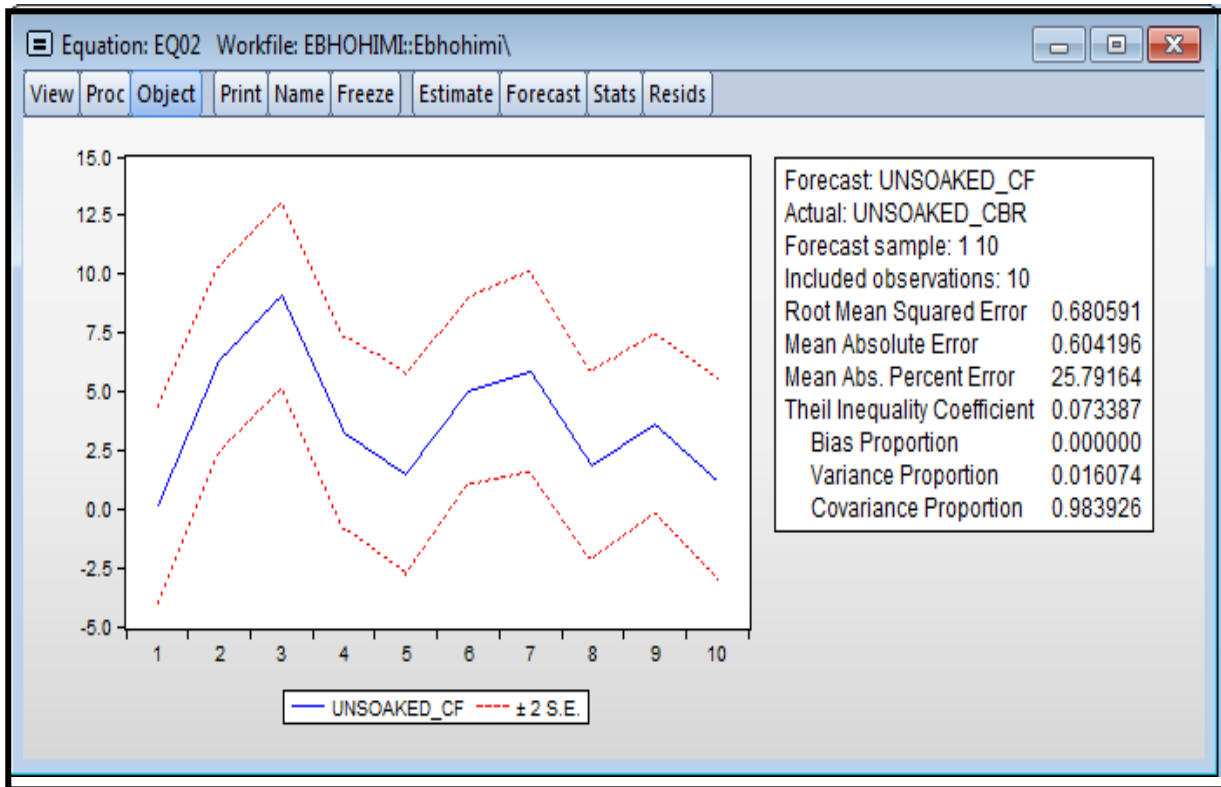 Equation: EQ02 Workfile: EBHOHIMI::Ebhohimi\
View Proc Object Print Name Freeze Estimate Forecast Stats Resids
15.0
12.5
10.0
7.5
5.0
2.5
0.0
-2.5
-5.0
1 2 3 4 5 6 7 8 9 10
UNSOAKED_CF ± 2 S.E.
Forecast: UNSOAKED_CF
Actual: UNSOAKED_CBR
Forecast sample: 1 10
Included observations: 10
Root Mean Squared Error 0.680591
Mean Absolute Error 0.604196
Mean Abs. Percent Error 25.79164
Theil Inequality Coefficient 0.073387
Bias Proportion 0.000000
Variance Proportion 0.016074
Covariance Proportion 0.983926